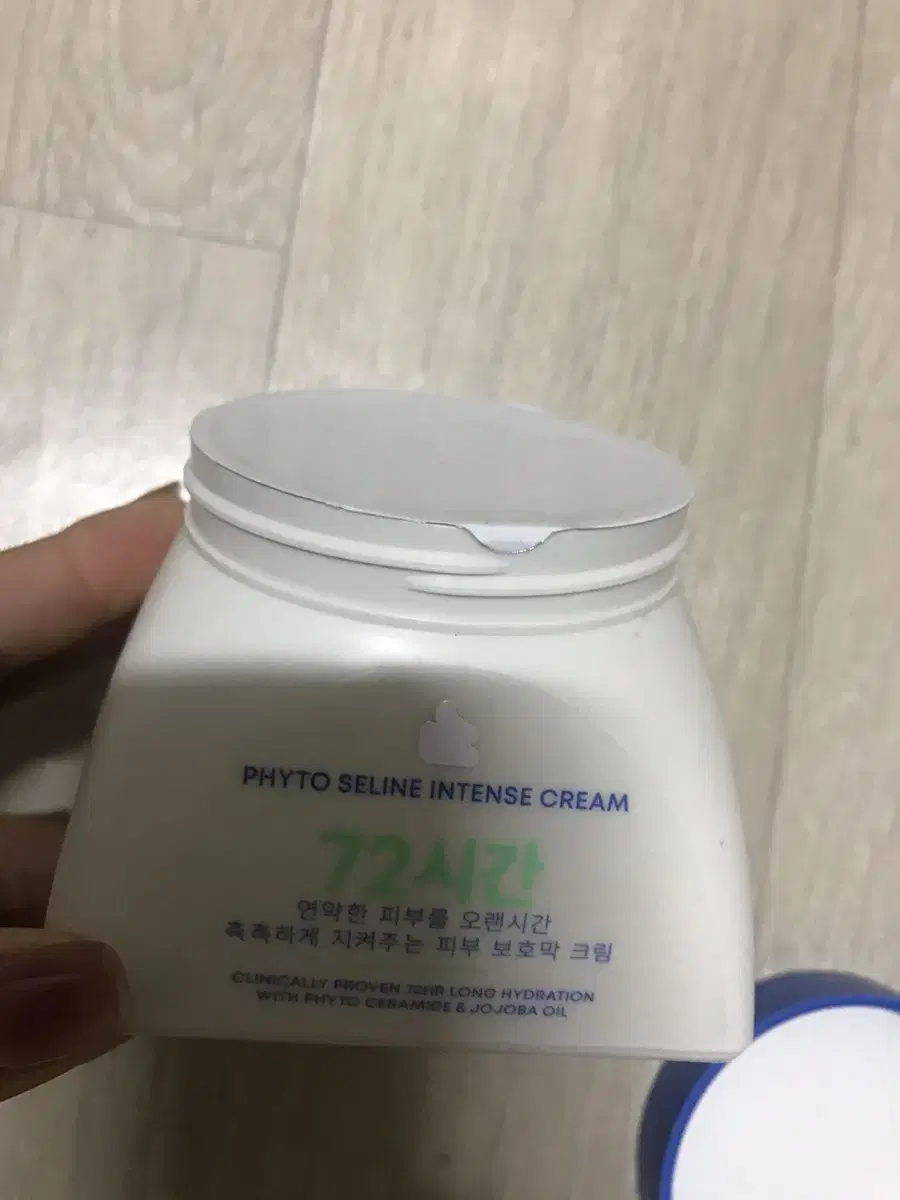 PHYTO SELINE INTENSE CREAM
72시간
연약한 피부를 오랜시간
촉촉하게 지켜주는 피부 보호막 크림
CLINICALLY PROVEN 72HR LONG HYDRATION
WITH PHYTO CERAMIDE & JOJOBA OIL